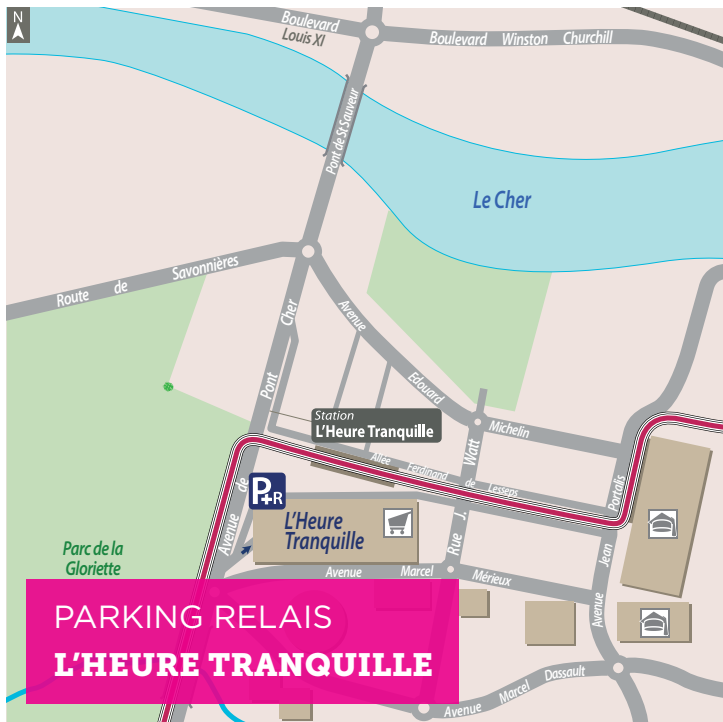 N
Boulevard
Louis XI
Boulevard Winston Churchill
Pont de St Sauveur
Le Cher
Route de Savonnières
Avenue de Pont Cher
Avenue Edouard Michelin
Station
L'Heure Tranquille
Allée Ferdinand de Lesseps
Rue J. Watt
Avenue Jean Portalis
P+R
L'Heure
Tranquille
Parc de la
Gloriette
Avenue Marcel Mérieux
PARKING RELAIS
L'HEURE TRANQUILLE
Avenue Marcel Dassault